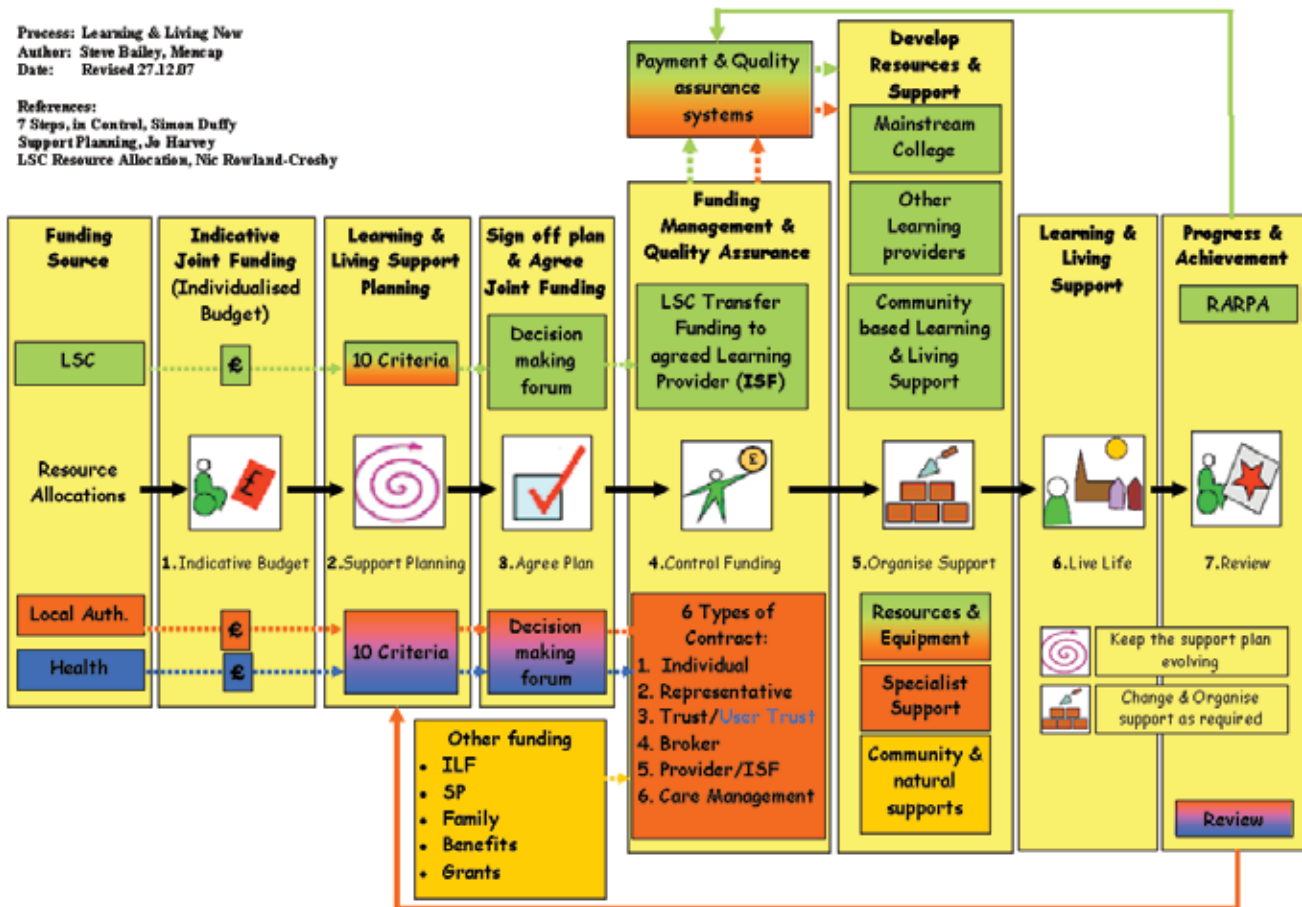 Process: Learning & Living Now
Author: Steve Bailey, Mencap
Date: Revised 27.12.07
References:
7 Steps, in Control, Simon Duffy
Support Planning, Jo Harvey
LSC Resource Allocation, Nic Rowland-Crosby
Payment & Quality
assurance
systems
Develop
Resources &
Support
Mainstream
College
Other
Learning
providers
Community
based Learning
& Living
Support
Funding
Source
LSC
Resource
Allocations
Local Auth.
Health
Indicative
Joint Funding
(Individualised
Budget)
£
£
1.Indicative Budget
£
£
Learning &
Living Support
Planning
10 Criteria
2.Support Planning
10 Criteria
Sign off plan
& Agree
Joint Funding
Decision
making
forum
3.Agree Plan
Decision
making
forum
Other funding
• ILF
• SP
• Family
• Benefits
• Grants
Funding
Management &
Quality Assurance
LSC Transfer
Funding to
agreed Learning
Provider (ISF)
£
4.Control Funding
6 Types of
Contract:
1. Individual
2. Representative
3. Trust/User Trust
4. Broker
5. Provider/ISF
6. Care Management
5.Organise Support
Resources &
Equipment
Specialist
Support
Community &
natural
supports
Learning &
Living
Support
6.Live Life
Progress &
Achievement
RARPA
7.Review
Keep the support plan
evolving
Change & Organise
support as required
Review